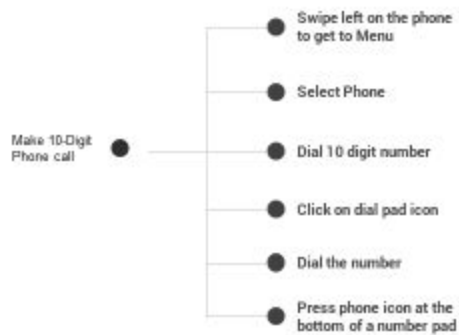 Swipe left on the phone
to get to Menu
Select Phone
Make 10-Digit
Phone call
Dial 10 digit number
Click on dial pad icon
Dial the number
Press phone icon at the
bottom of a number pad